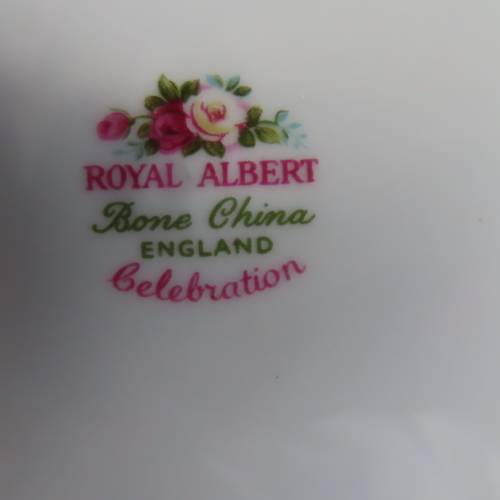 ROYAL ALBERT
Bone China
ENGLAND
Celebration